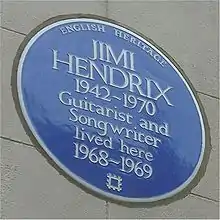 ENGLISH HERITAGE
JIMI
HENDRIX
1942~1970
Guitarist and
Songwriter
lived here
1968~1969